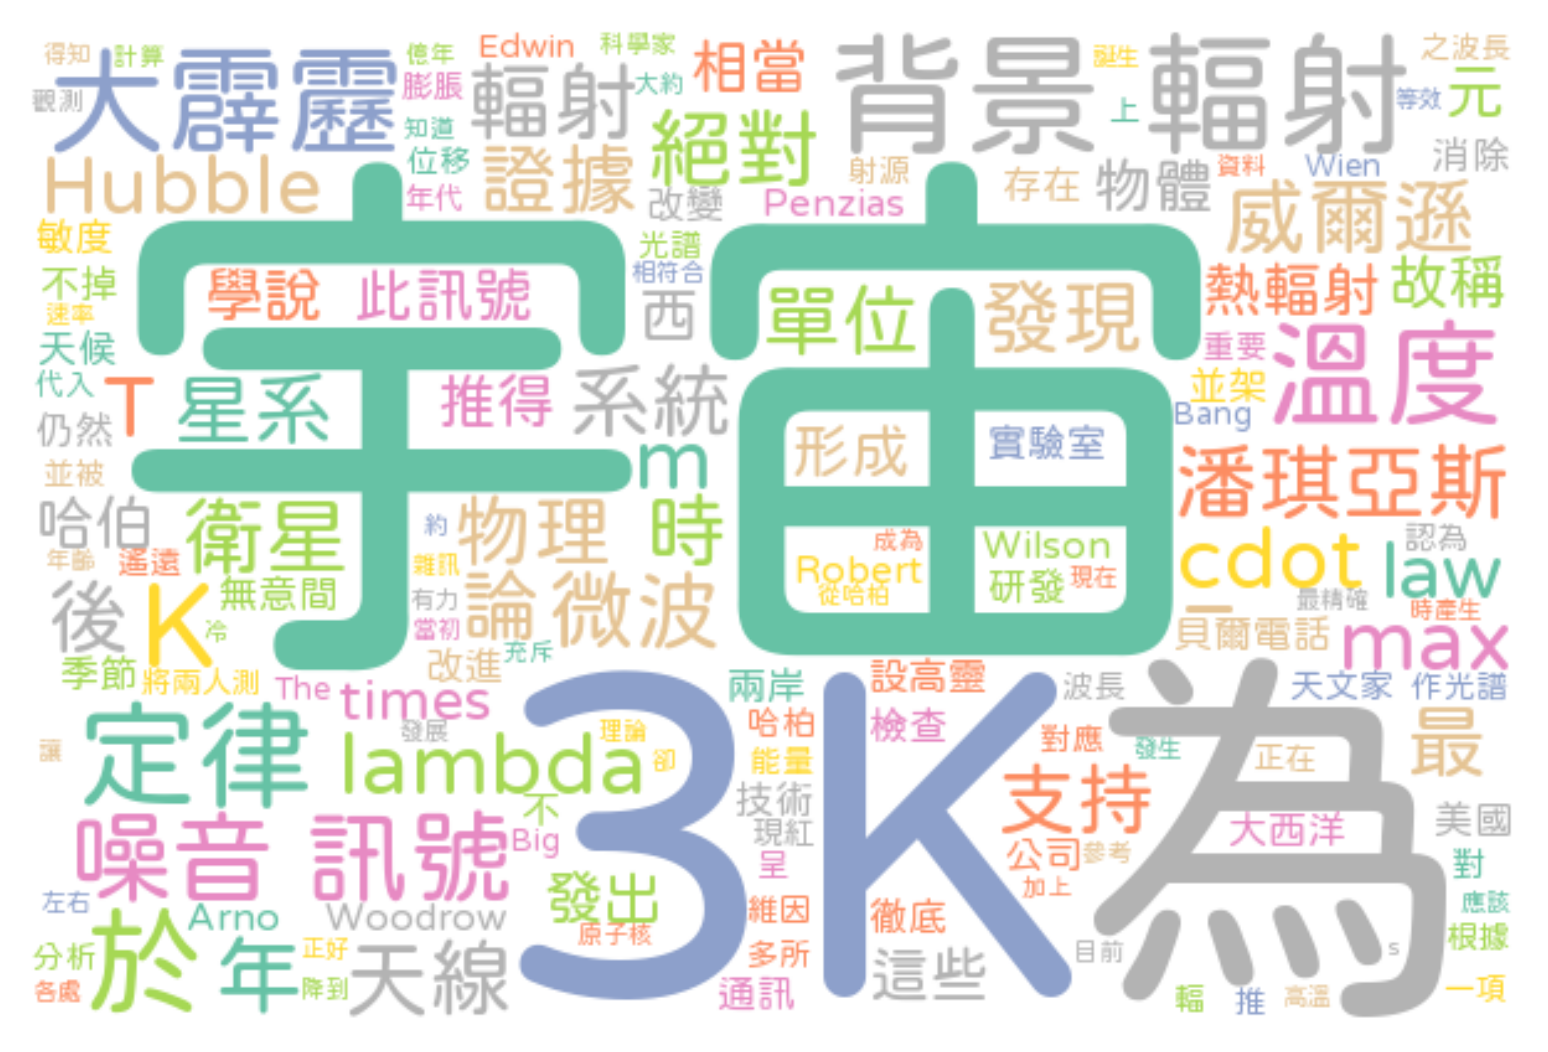 得知 計算 億年 Edwin 科學家 相當 背景輻射 誕生 之波長
觀測 大霹靂 膨脹 輻射 大約 上 等效 元
知道 絕對 消除
Hubble 位移 證據 射源 存在 物體 資料 Wien
年代 改變 Penzias 威爾遜
敏度 宇宙 光譜
不掉 學說 此訊號 相符合 單位 發現 熱輻射 故稱
速率 西
天候 重要 溫度
代入 T 星系 推得 系統 並架
仍然 Bang
並被 m 形成 實驗室 潘琪亞斯
哈伯 衛星 約 物理 時 成為 Wilson cdot 認為
年齡 遙遠 雜訊 Robert 現在 law
後 K 無意間 有力 論 微波 從哈柏 研發 一 最精確 時產生
冷 當初 充斥 貝爾電話 max
季節 將兩人測 改進 兩岸 設高靈 波長 天文家 作光譜
The times 3K 為
定律 發展 理論 哈柏 檢查 對應 發生 正在 最
讓 lambda 卻 能量
噪音 訊號 不 技術 支持 大西洋 美國
Big 現紅
呈 公司 參考 對
左右 Arno Woodrow 發出 維因 徹底 加上 應該
原子核
分析 於 年 正好 天線 多所 這些 目前 s 根據
各處 降到 通訊 輻 推 高溫 一項